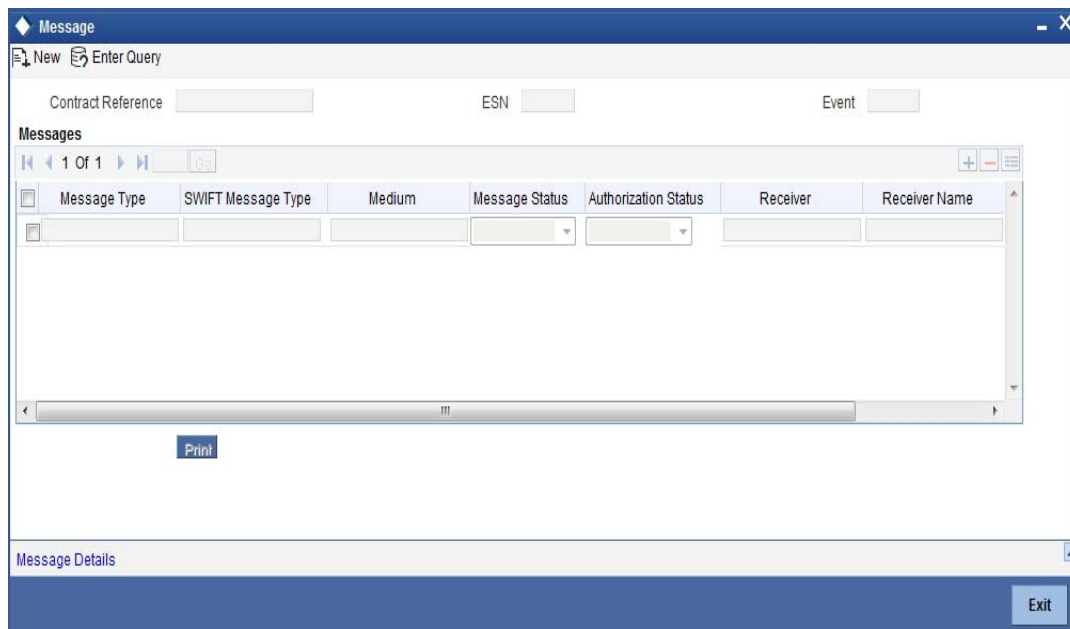 Message
New Enter Query
Contract Reference ESN Event
Messages
1 Of 1 Go
Message Type SWIFT Message Type Medium Message Status Authorization Status Receiver Receiver Name
Print
Message Details
Exit